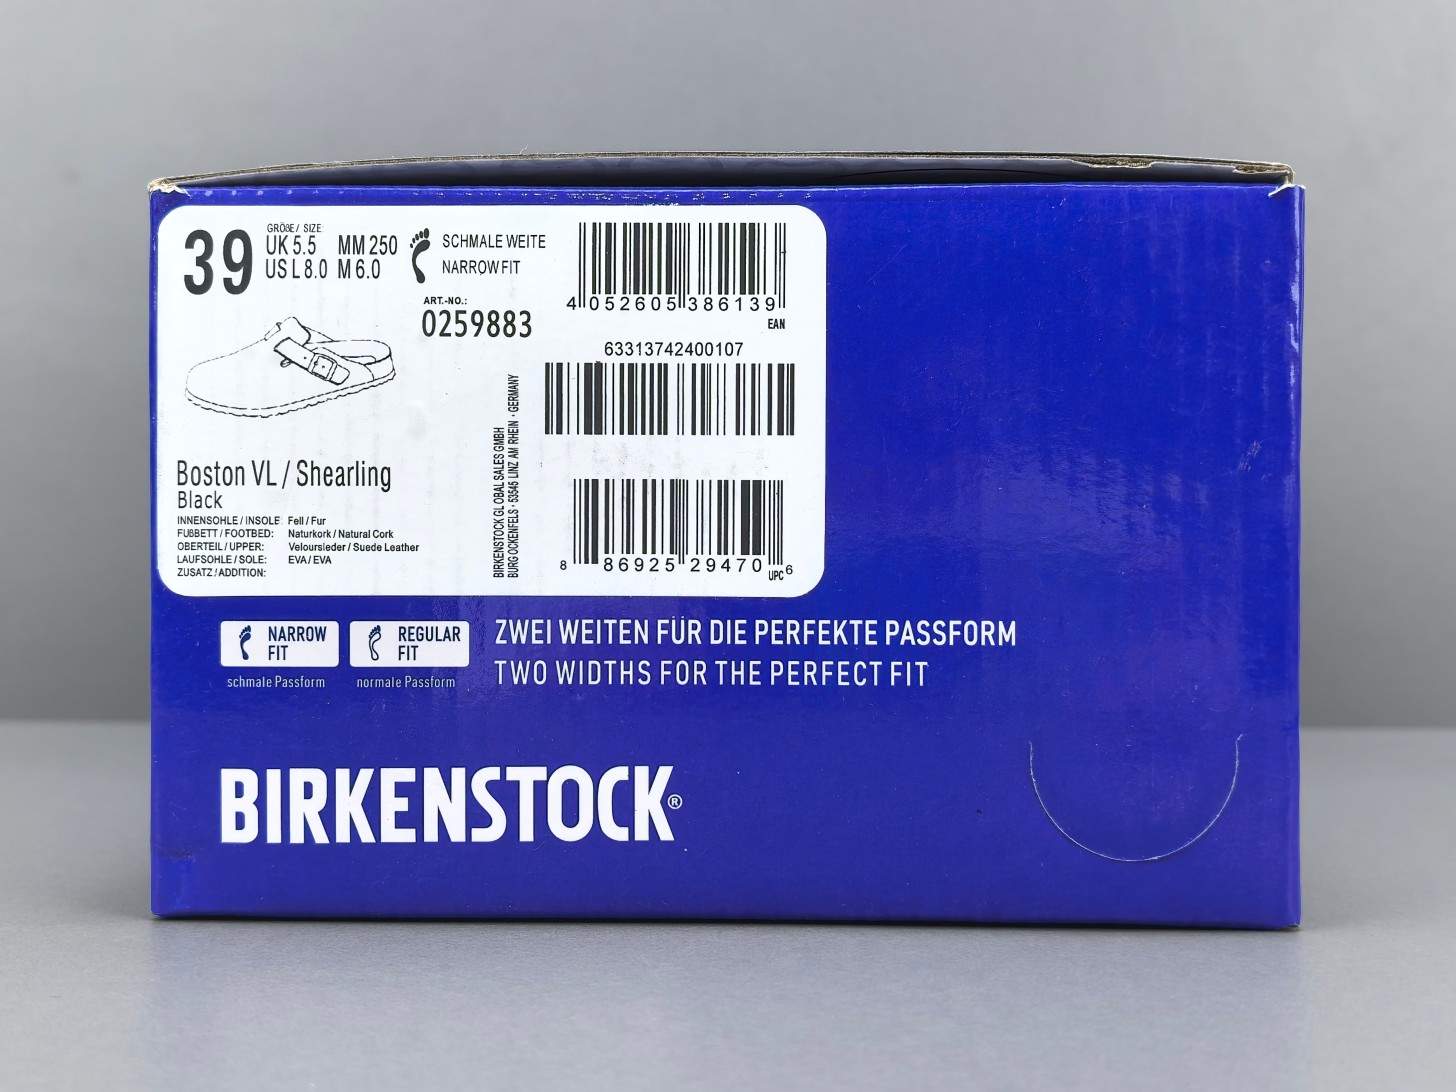 39
GRÖßE / SIZE:
UK 5.5 MM 250
US L 8.0 M 6.0
SCHMALE WEITE
NARROW FIT
ART.-NO.:
0259883
4 052605 386139
EAN
63313742400107
BIRKENSTOCK GLOBAL SALES GMBH
BURG OCKENFELS · 53545 LINZ AM RHEIN · GERMANY
8 86925 29470 6
UPC
Boston VL / Shearling
Black
INNENSOHLE / INSOLE: Fell / Fur
FUßBETT / FOOTBED: Naturkork / Natural Cork
OBERTEIL / UPPER: Veloursleder / Suede Leather
LAUFSOHLE / SOLE: EVA / EVA
ZUSATZ / ADDITION:
NARROW
FIT
schmale Passform
REGULAR
FIT
normale Passform
ZWEI WEITEN FÜR DIE PERFEKTE PASSFORM
TWO WIDTHS FOR THE PERFECT FIT
BIRKENSTOCK®